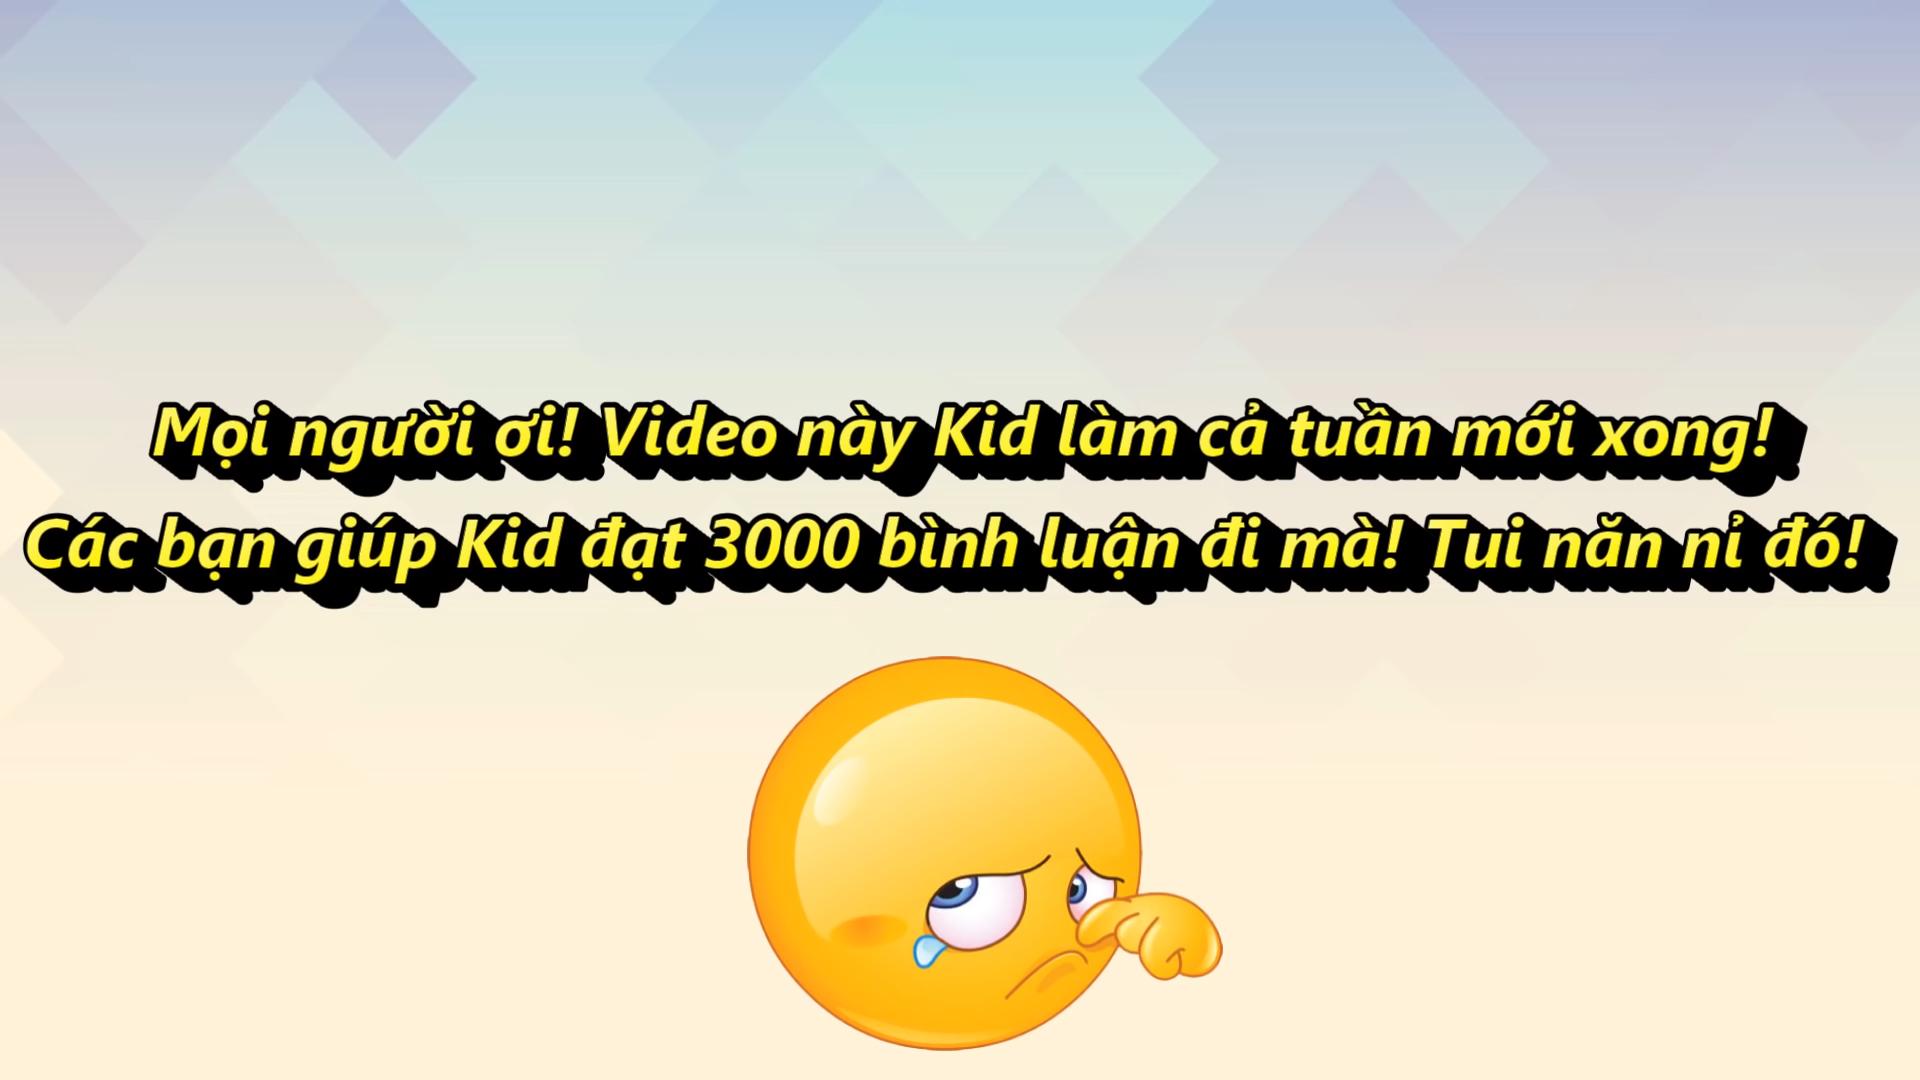 Mọi người ơi! Video này Kid làm cả tuần mới xong!
Các bạn giúp Kid đạt 3000 bình luận đi mà! Tui năn nỉ đó!